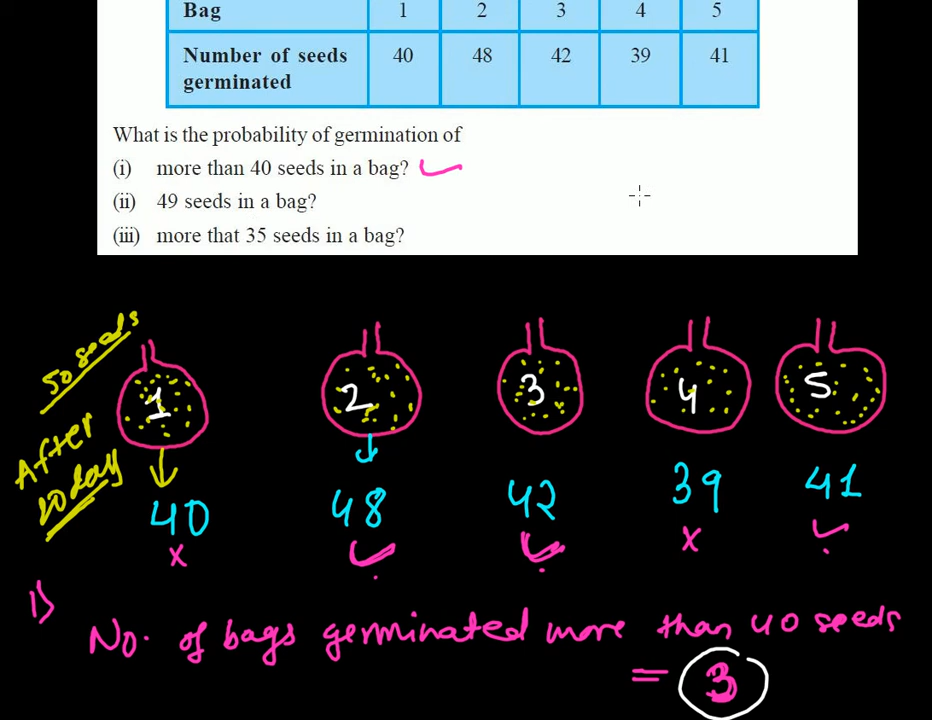 Bag 1 2 3 4 5
Number of seeds germinated 40 48 42 39 41
What is the probability of germination of
(i) more than 40 seeds in a bag?
(ii) 49 seeds in a bag?
(iii) more that 35 seeds in a bag?
50 seeds
1 2 3 4 5
After
20 day
40 48 42 39 41
x x
1)
No. of bags germinated more than 40 seeds
= 3